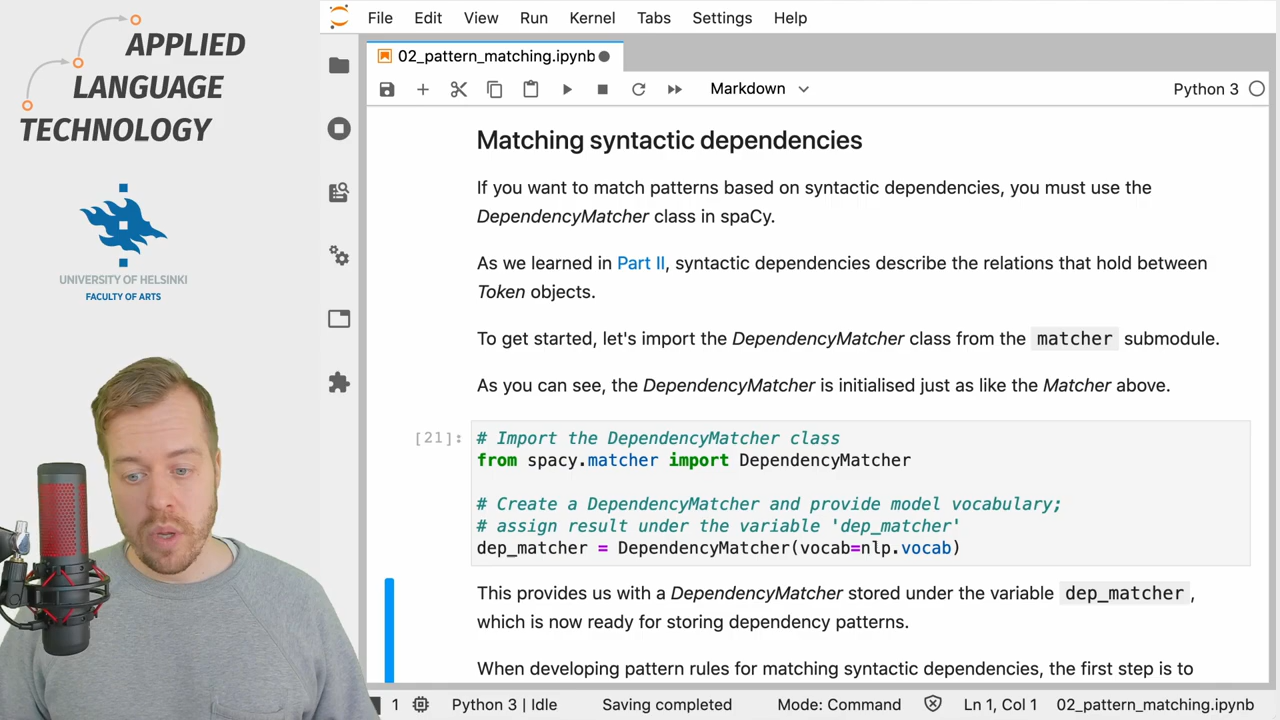 APPLIED
LANGUAGE
TECHNOLOGY
UNIVERSITY OF HELSINKI
FACULTY OF ARTS
File Edit View Run Kernel Tabs Settings Help
02_pattern_matching.ipynb
Markdown
Python 3
Matching syntactic dependencies
If you want to match patterns based on syntactic dependencies, you must use the
DependencyMatcher class in spaCy.
As we learned in Part II, syntactic dependencies describe the relations that hold between
Token objects.
To get started, let's import the DependencyMatcher class from the matcher submodule.
As you can see, the DependencyMatcher is initialised just as like the Matcher above.
[21]: # Import the DependencyMatcher class
from spacy.matcher import DependencyMatcher
# Create a DependencyMatcher and provide model vocabulary;
# assign result under the variable 'dep_matcher'
dep_matcher = DependencyMatcher(vocab=nlp.vocab)
This provides us with a DependencyMatcher stored under the variable dep_matcher,
which is now ready for storing dependency patterns.
When developing pattern rules for matching syntactic dependencies, the first step is to
1 Python 3 | Idle Saving completed Mode: Command Ln 1, Col 1 02_pattern_matching.ipynb